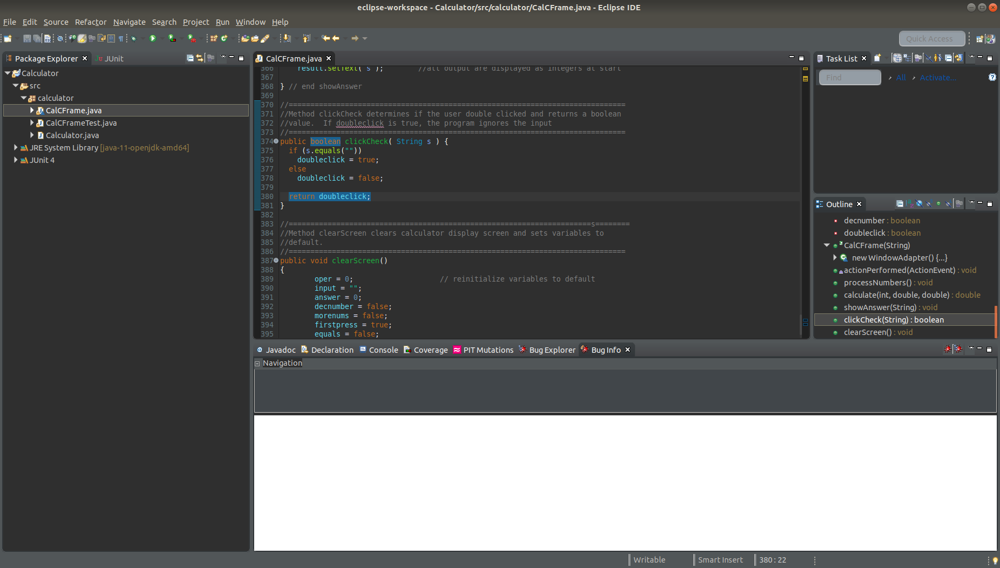 eclipse-workspace - Calculator/src/calculator/CalCFrame.java - Eclipse IDE
File Edit Source Refactor Navigate Search Project Run Window Help
Quick Access
Package Explorer
JUnit
Calculator
src
calculator
CalCFrame.java
CalCFrameTest.java
Calculator.java
JRE System Library [java-11-openjdk-amd64]
JUnit 4
CalCFrame.java
366 result.setText( s ); //all output are displayed as integers at start
367
368 } // end showAnswer
369
370 //==============================================================================
371 //Method clickCheck determines if the user double clicked and returns a boolean
372 //value. If doubleclick is true, the program ignores the input
373 //==============================================================================
374 public boolean clickCheck( String s ) {
375 if (s.equals(""))
376 doubleclick = true;
377 else
378 doubleclick = false;
379
380 return doubleclick;
381 }
382
383 //======================================================================s========
384 //Method clearScreen clears calculator display screen and sets variables to
385 //default.
386 //==============================================================================
387 public void clearScreen()
388 {
389 oper = 0; // reinitialize variables to default
390 input = "";
391 answer = 0;
392 decnumber = false;
393 morenums = false;
394 firstpress = true;
395 equals = false;
Task List
Find
All
Activate...
Outline
decnumber : boolean
doubleclick : boolean
CalCFrame(String)
new WindowAdapter() {...}
actionPerformed(ActionEvent) : void
processNumbers() : void
calculate(int, double, double) : double
showAnswer(String) : void
clickCheck(String) : boolean
clearScreen() : void
Javadoc
Declaration
Console
Coverage
PIT Mutations
Bug Explorer
Bug Info
Navigation
Writable
Smart Insert
380 : 22